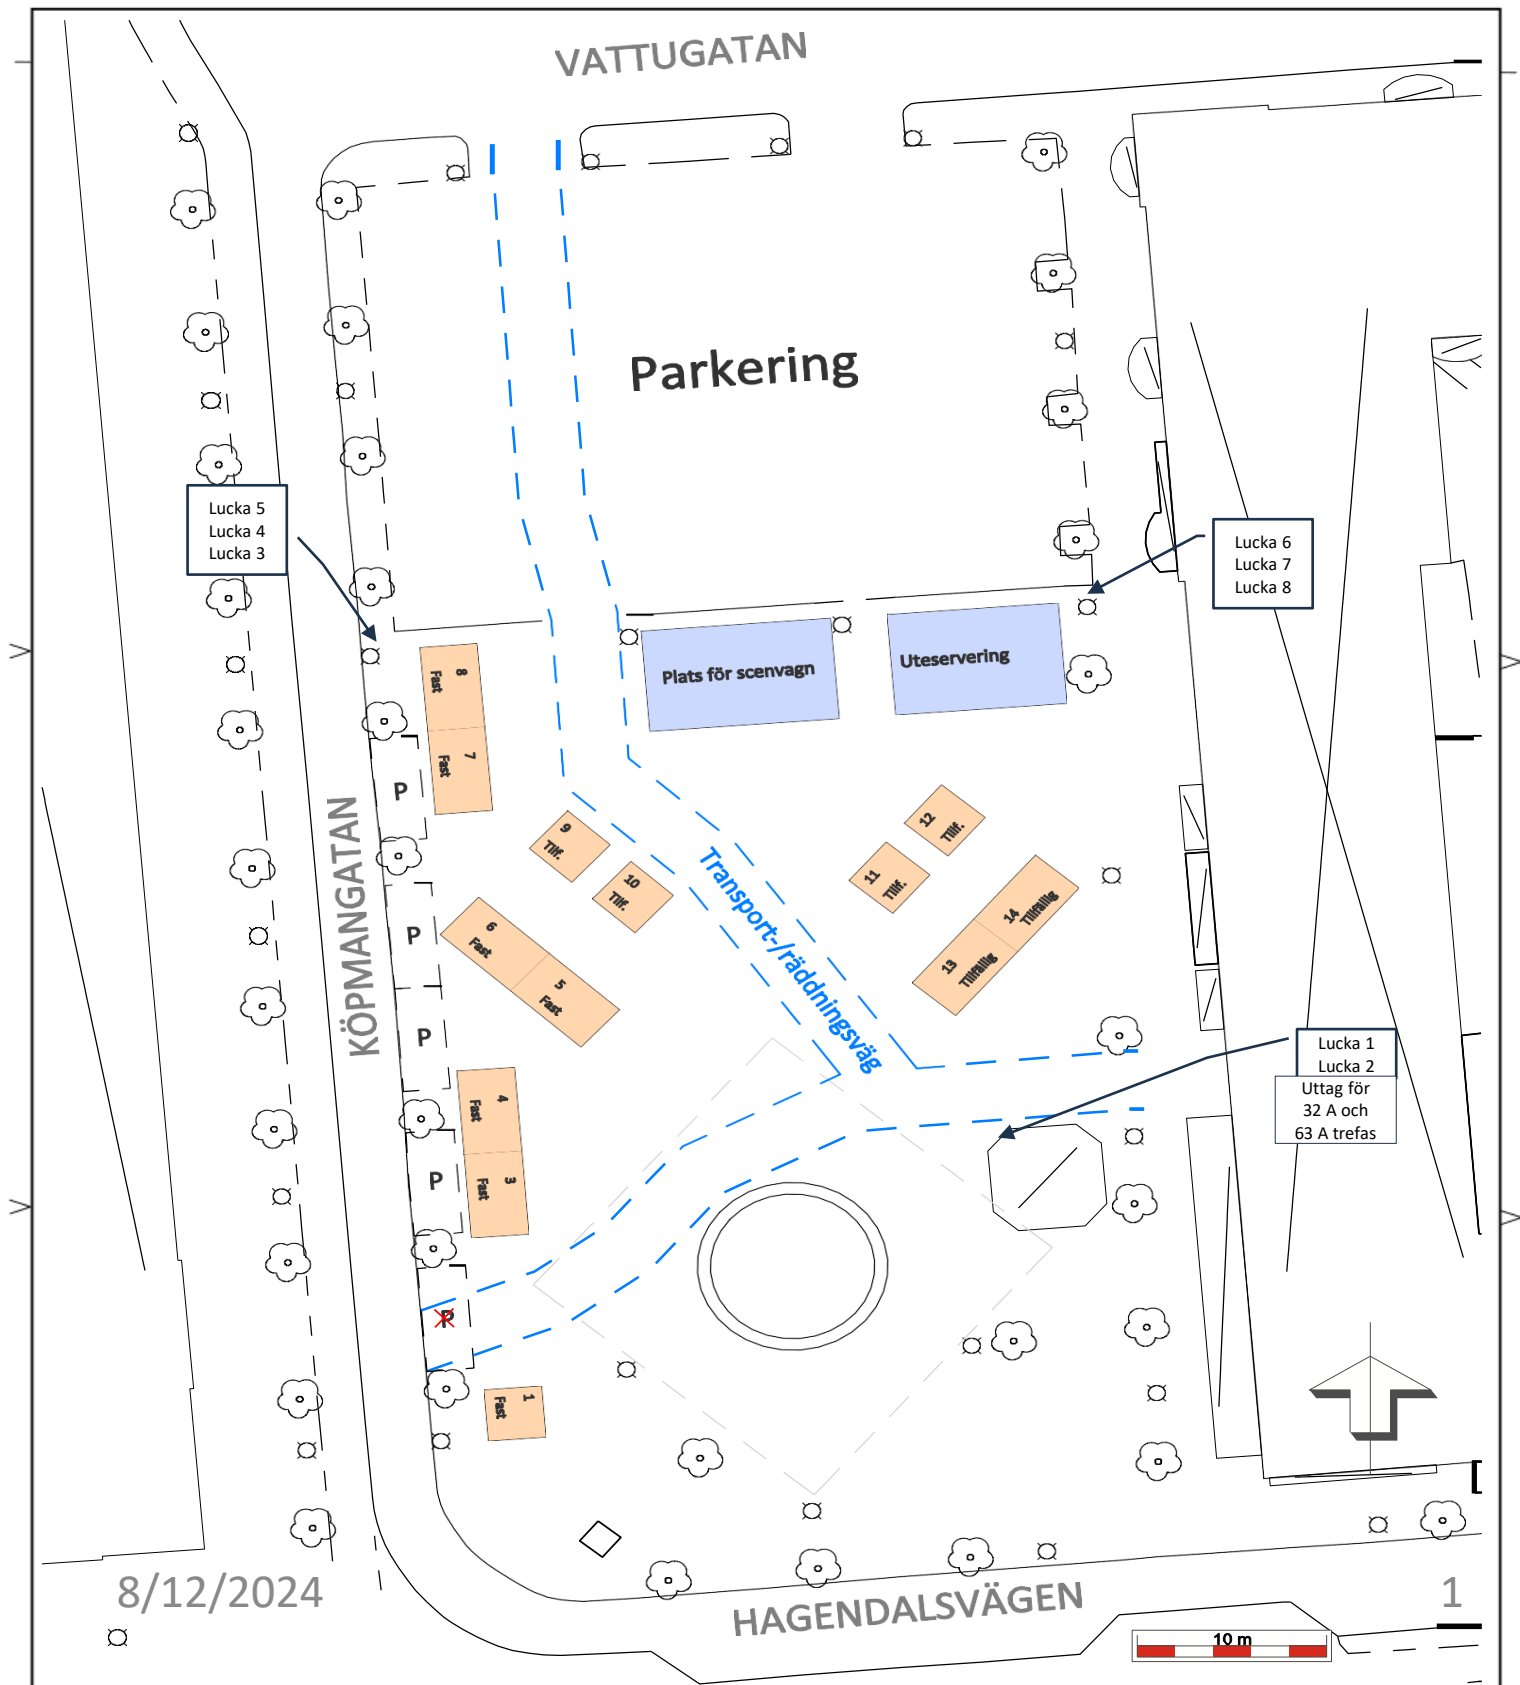 VATTUGATAN
Parkering
Lucka 5
Lucka 4
Lucka 3
Lucka 6
Lucka 7
Lucka 8
Plats för scenvagn
Uteservering
8
Fast
7
Fast
P
KÖPMANGATAN
9
Tilf.
10
Tilf.
12
Tillf.
11
Tillf.
Transport-/räddningsväg
14
Tillfällig
13
Tillfällig
P
6
Fast
5
Fast
P
Lucka 1
Lucka 2
Uttag för
32 A och
63 A trefas
4
Fast
3
Fast
P
P
1
Fast
8/12/2024
HAGENDALSVÄGEN
1
10 m